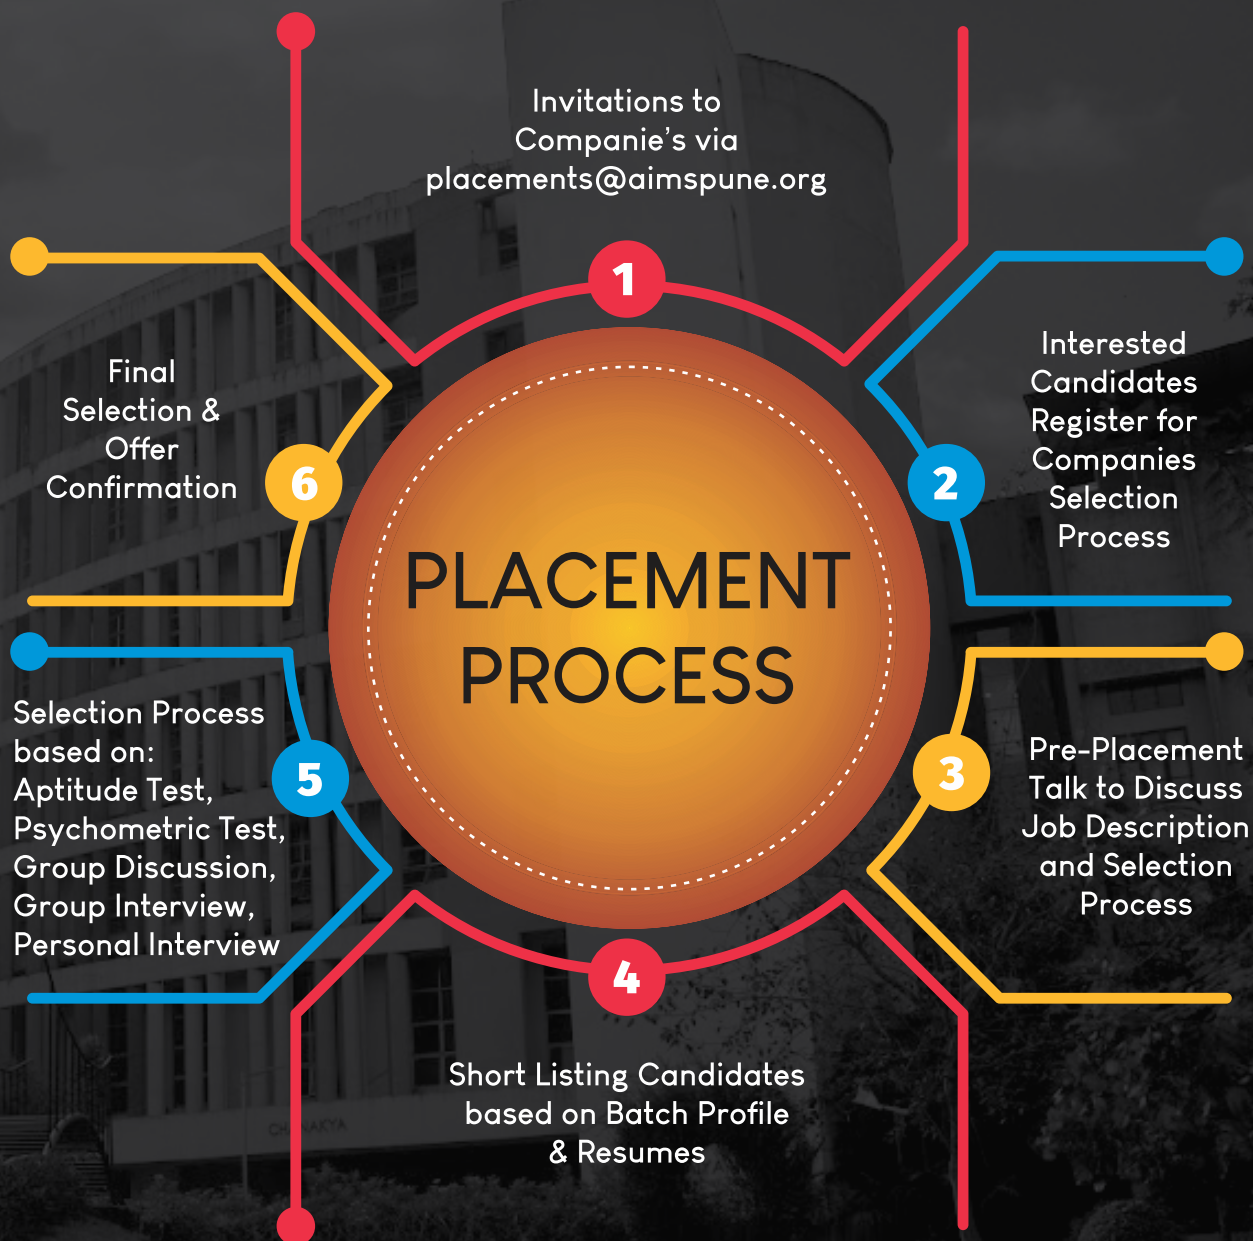 Invitations to
Companie's via
placements@aimspune.org
1
Interested
Candidates
Register for
Companies
Selection
Process
2
PLACEMENT
PROCESS
Pre-Placement
Talk to Discuss
Job Description
and Selection
Process
3
4
Short Listing Candidates
based on Batch Profile
& Resumes
Selection Process
based on:
Aptitude Test,
Psychometric Test,
Group Discussion,
Group Interview,
Personal Interview
5
Final
Selection &
Offer
Confirmation
6
CHANAKYA